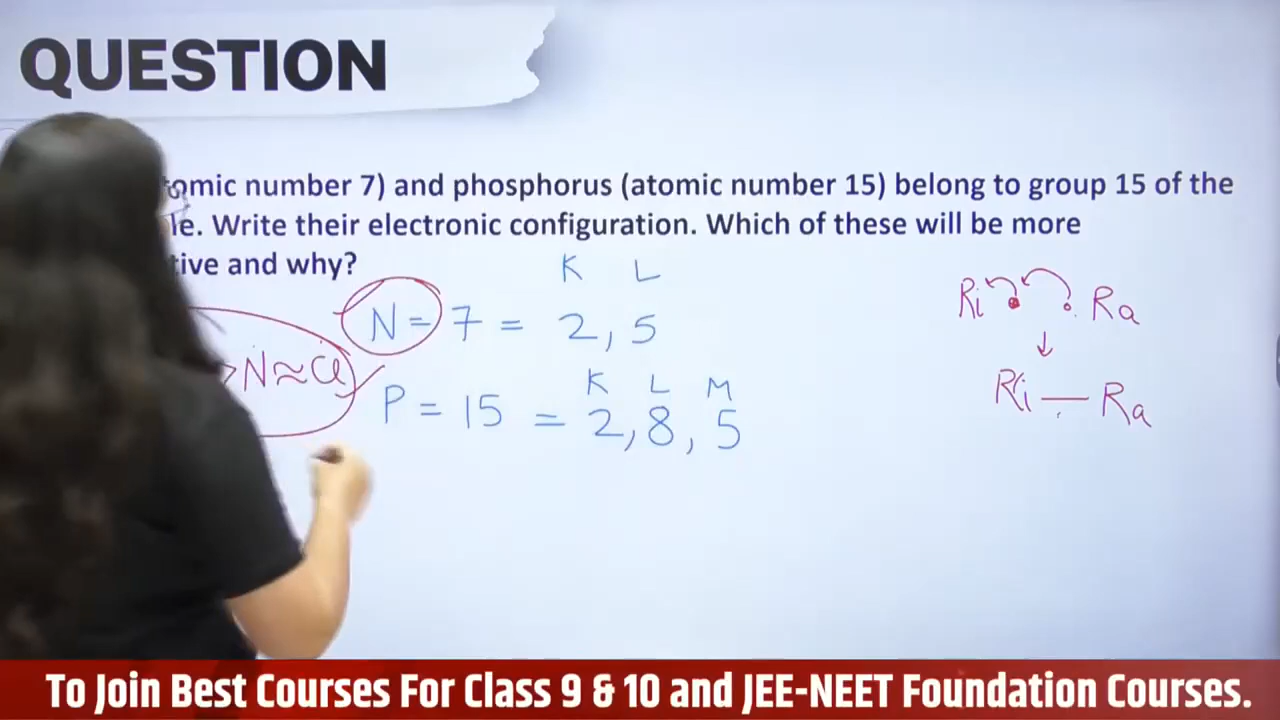 QUESTION
omic number 7) and phosphorus (atomic number 15) belong to group 15 of the
le. Write their electronic configuration. Which of these will be more
tive and why?
K L
N = 7 = 2, 5
>N≈Cl
K L M
P = 15 = 2, 8, 5
Ri Ra
↓
Ri — Ra
To Join Best Courses For Class 9 & 10 and JEE-NEET Foundation Courses.